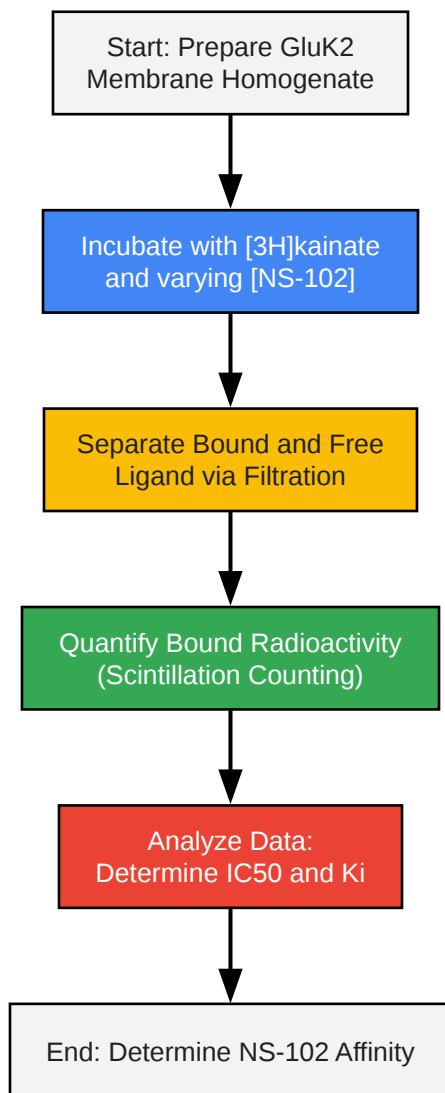 Start: Prepare GluK2
Membrane Homogenate
Incubate with [3H]kainate
and varying [NS-102]
Separate Bound and Free
Ligand via Filtration
Quantify Bound Radioactivity
(Scintillation Counting)
Analyze Data:
Determine IC50 and Ki
End: Determine NS-102 Affinity